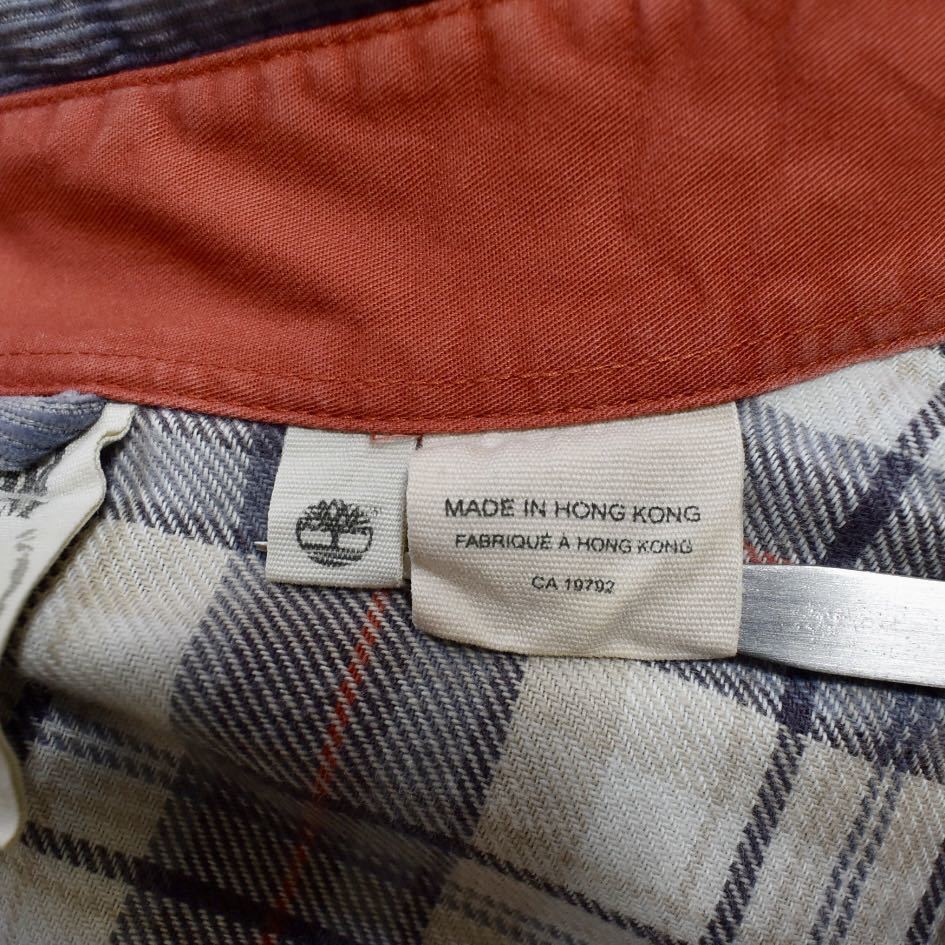 MADE IN HONG KONG
FABRIQUÉ À HONG KONG
CA 19792